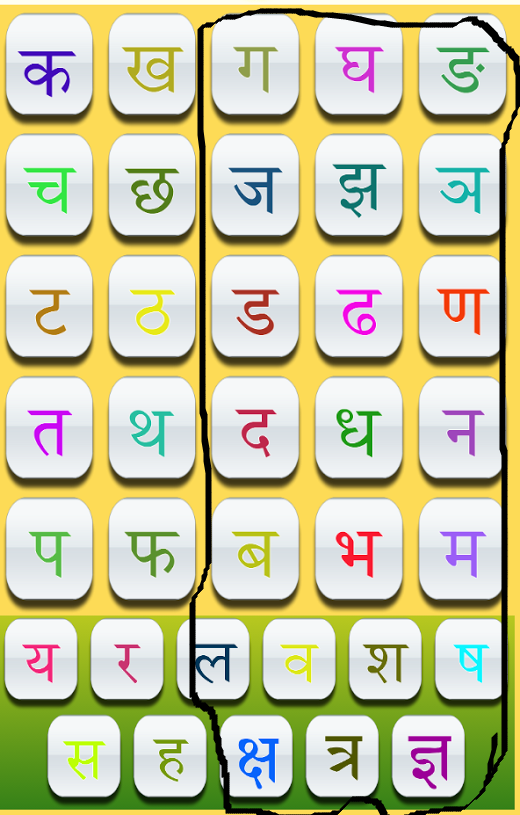 क ख ग घ ङ
च छ ज झ ञ
ट ठ ड ढ ण
त थ द ध न
प फ ब भ म
य र ल व श ष
स ह क्ष त्र ज्ञ